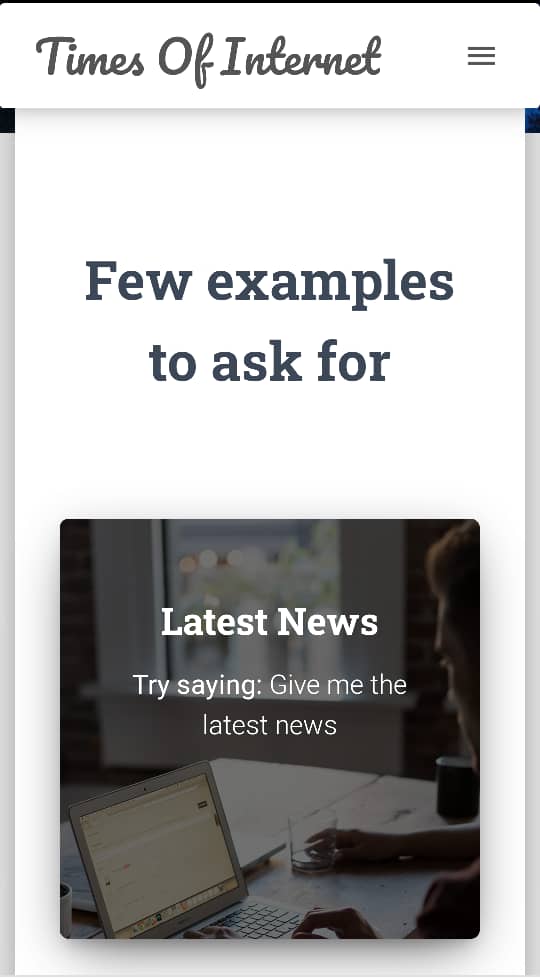 Times Of Internet
Few examples
to ask for
Latest News
Try saying: Give me the
latest news